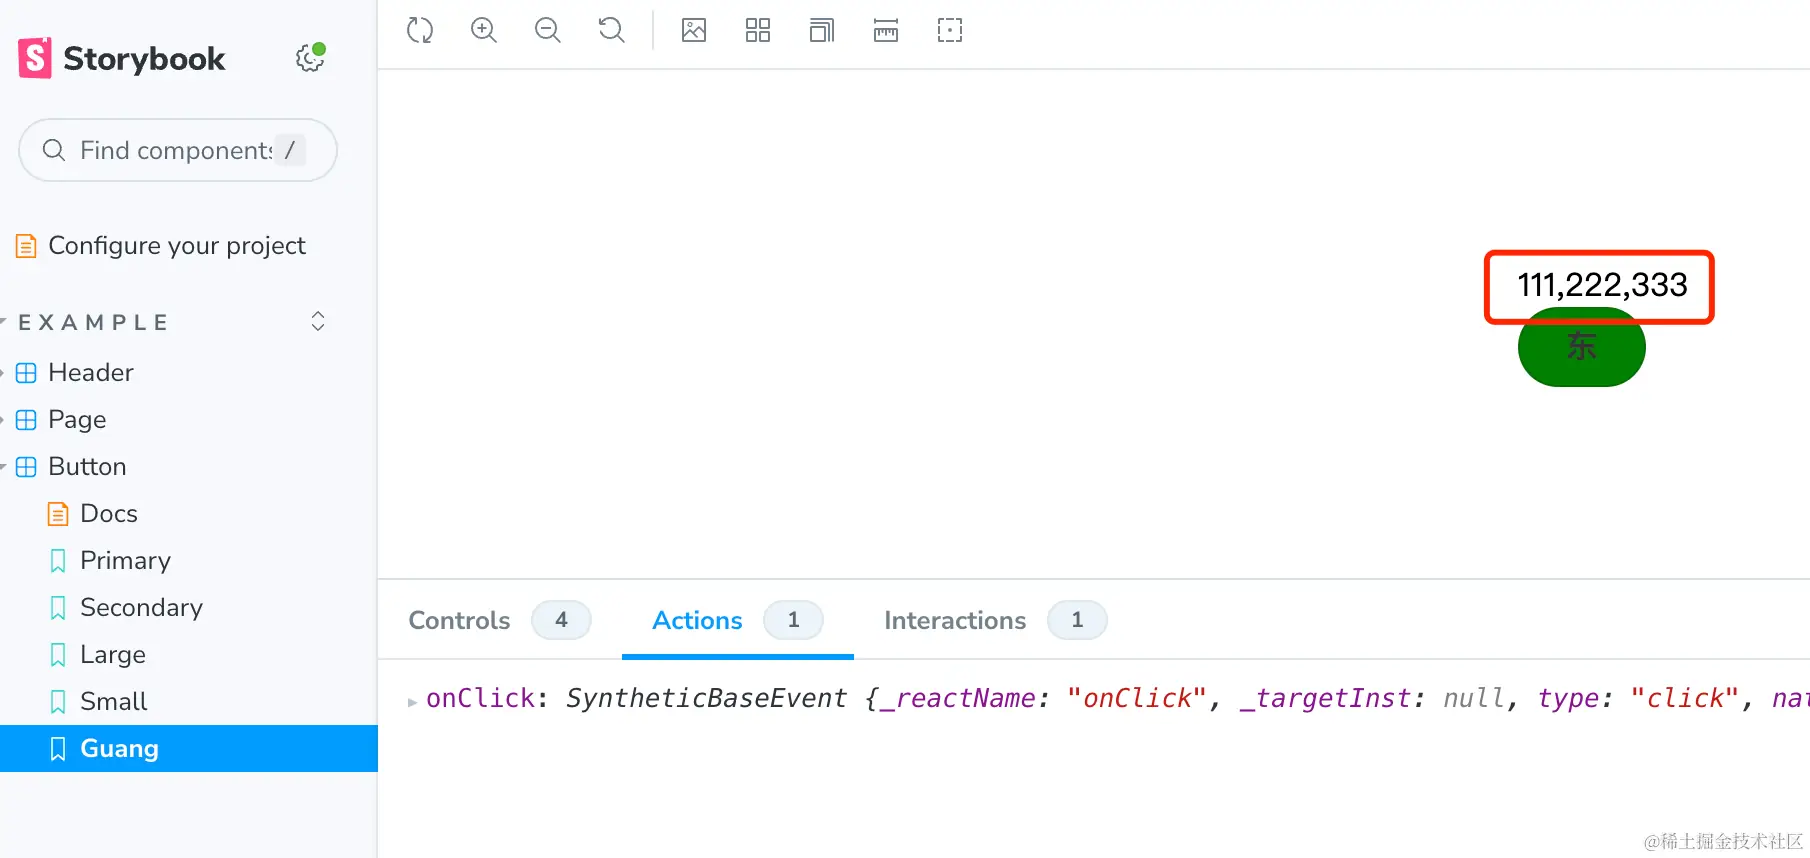 Storybook
Find components /
Configure your project
EXAMPLE
Header
Page
Button
Docs
Primary
Secondary
Large
Small
Guang
111,222,333
东
Controls 4 Actions 1 Interactions 1
onClick: SyntheticBaseEvent {_reactName: "onClick", _targetInst: null, type: "click", nat
@稀土掘金技术社区